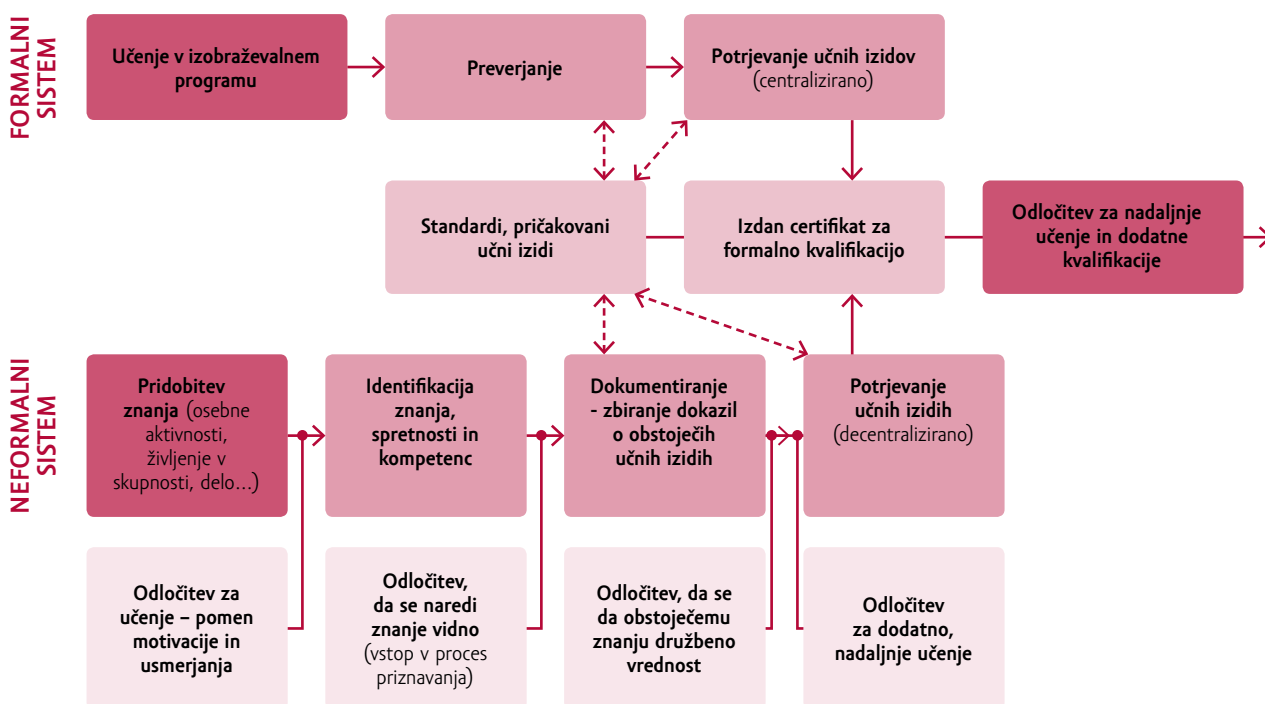 FORMALNI
SISTEM
Učenje v izobraževalnem
programu
Preverjanje
Potrjevanje učnih izidov
(centralizirano)
Standardi, pričakovani
učni izidi
Izdan certifikat za
formalno kvalifikacijo
Odločitev za nadaljnje
učenje in dodatne
kvalifikacije
NEFORMALNI
SISTEM
Pridobitev
znanja (osebne
aktivnosti,
življenje v
skupnosti, delo...)
Identifikacija
znanja,
spretnosti in
kompetenc
Dokumentiranje
- zbiranje dokazil
o obstoječih
učnih izidih
Potrjevanje
učnih izidih
(decentralizirano)
Odločitev za
učenje – pomen
motivacije in
usmerjanja
Odločitev,
da se naredi
znanje vidno
(vstop v proces
priznavanja)
Odločitev, da se
da obstoječemu
znanju družbeno
vrednost
Odločitev
za dodatno,
nadaljnje učenje